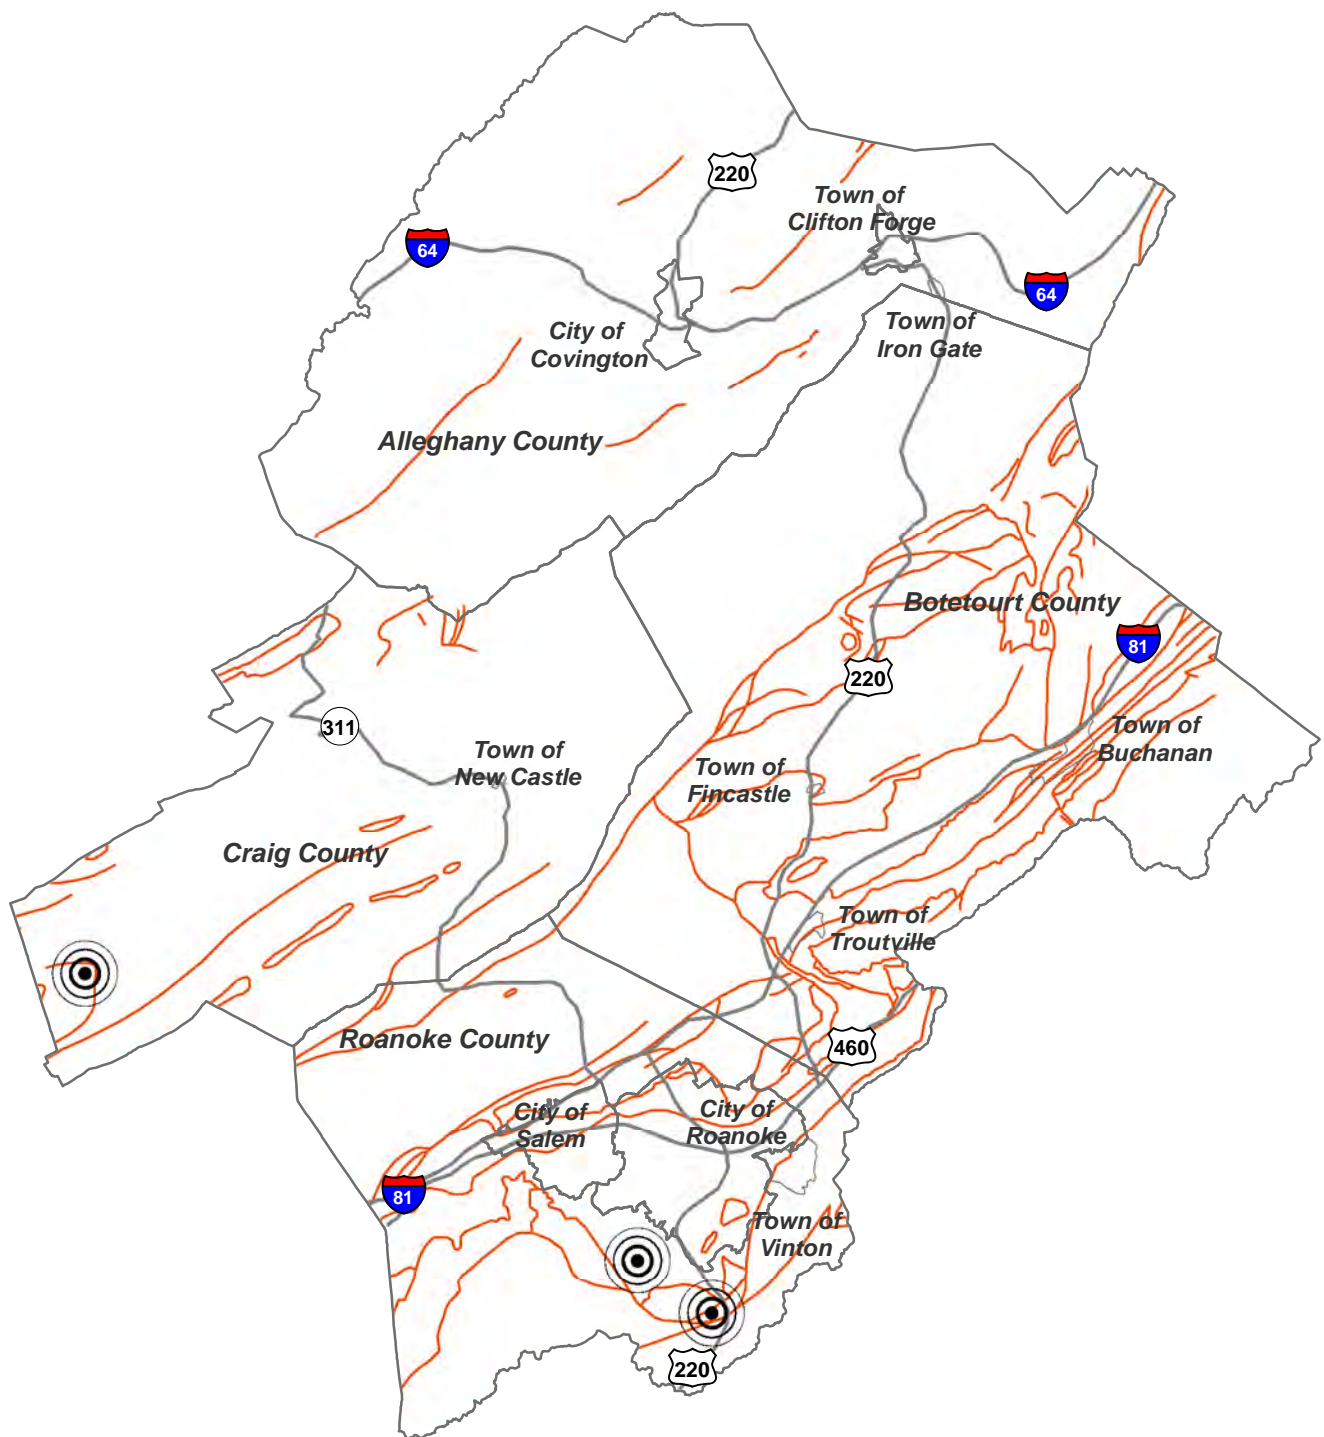 220
Town of
Clifton Forge
64
64
City of
Covington
Town of
Iron Gate
Alleghany County
Botetourt County
81
220
311
Town of
New Castle
Town of
Fincastle
Town of
Buchanan
Craig County
Town of
Troutville
Roanoke County
460
City of
Salem
City of
Roanoke
81
Town of
Vinton
220